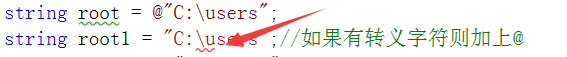 string root = @"C:\users";
string root1 = "C:\users";//如果有转义字符则加上@